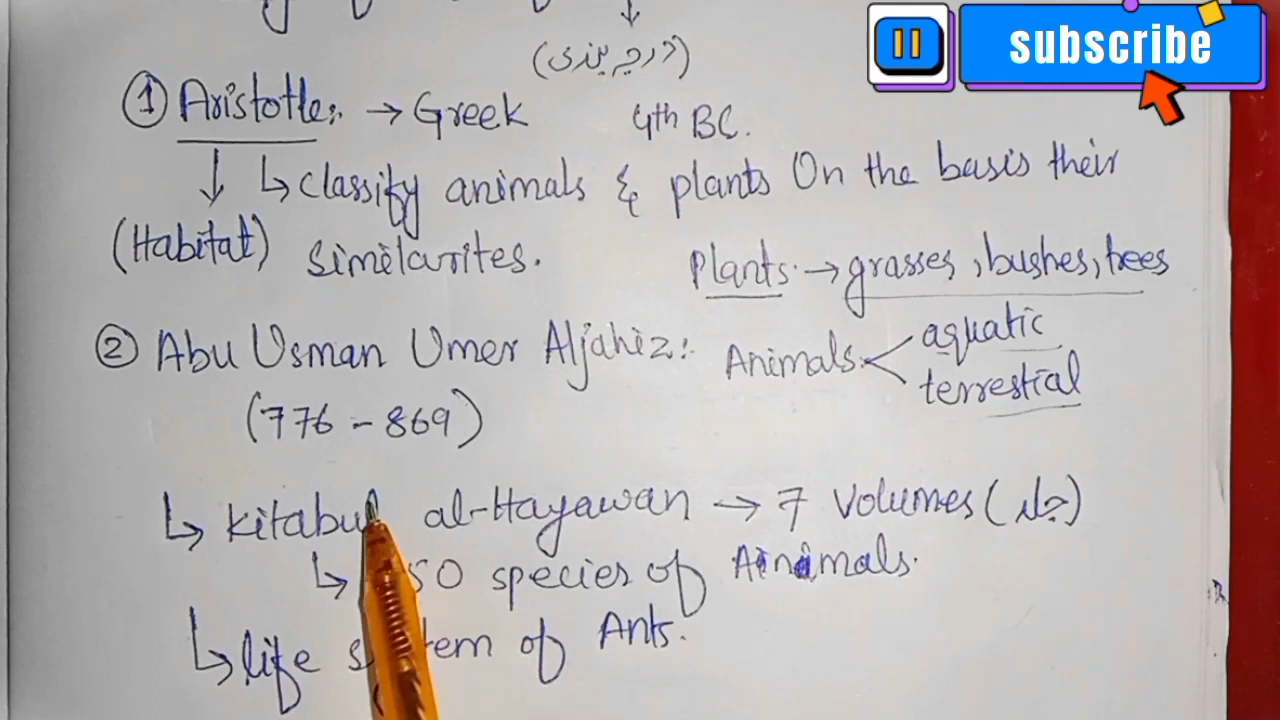 subscribe
(درجہ بندی)
① Aristotle:, → Greek 4th BC.
↳ classify animals & plants On the basis their
(Habitat) similarites.
Plants → grasses, bushes, trees
② Abu Usman Umer Aljahiz:
Animals aquatic
terrestial
(776 - 869)
↳ Kitabul al-Hayawan → 7 Volumes (جلد)
↳ 50 species of Animals.
↳ life system of Ants.